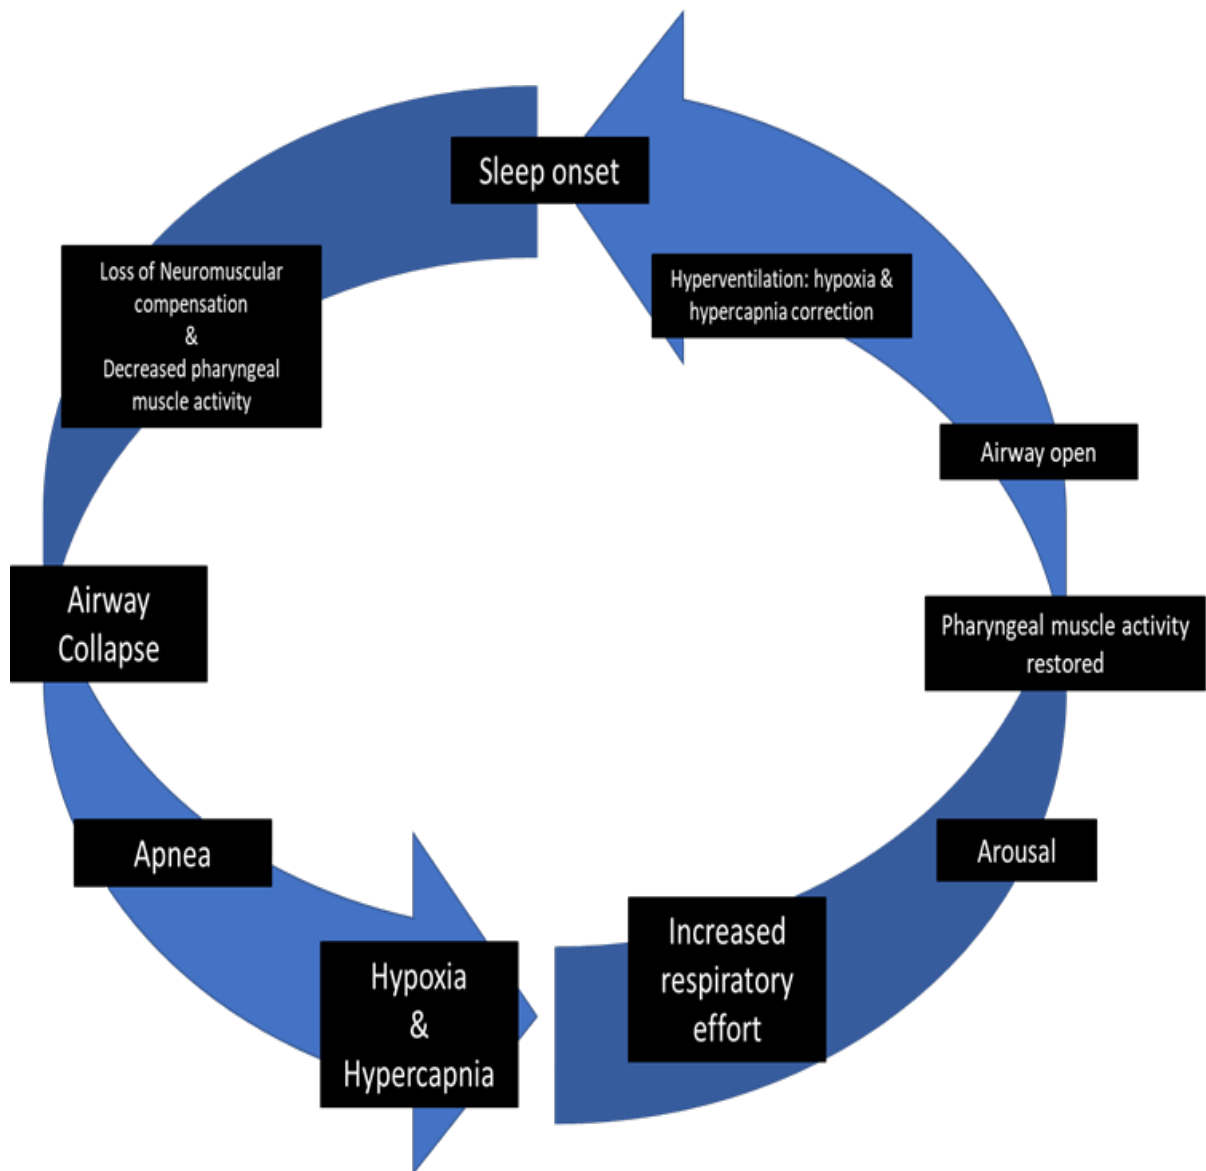 Sleep onset
Loss of Neuromuscular
compensation
&
Decreased pharyngeal
muscle activity
Airway
Collapse
Apnea
Hypoxia
&
Hypercapnia
Increased
respiratory
effort
Arousal
Pharyngeal muscle activity
restored
Airway open
Hyperventilation: hypoxia &
hypercapnia correction